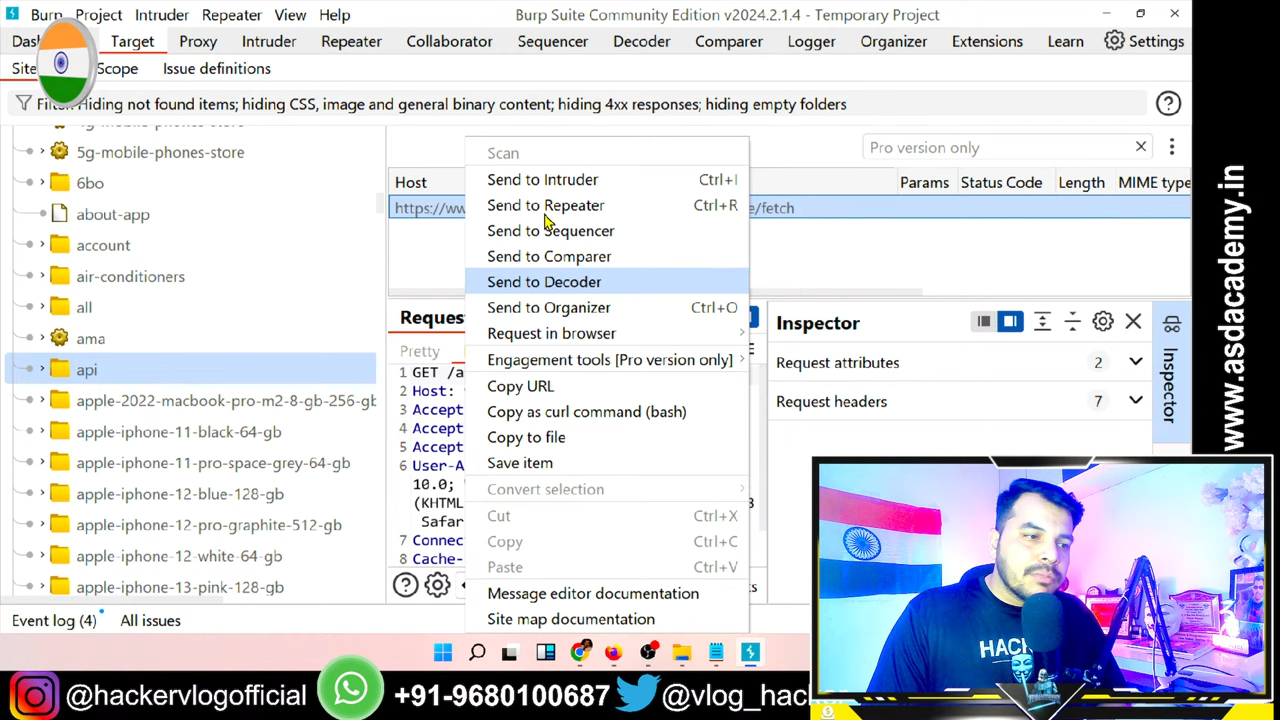 Burp Project Intruder Repeater View Help Burp Suite Community Edition v2024.2.1.4 - Temporary Project
Target Proxy Intruder Repeater Collaborator Sequencer Decoder Comparer Logger Organizer Extensions Learn Settings
Scope Issue definitions
Filter: Hiding not found items; hiding CSS, image and general binary content; hiding 4xx responses; hiding empty folders
5g-mobile-phones-store
6bo
about-app
account
air-conditioners
all
ama
api
apple-2022-macbook-pro-m2-8-gb-256-gb
apple-iphone-11-black-64-gb
apple-iphone-11-pro-space-grey-64-gb
apple-iphone-12-blue-128-gb
apple-iphone-12-pro-graphite-512-gb
apple-iphone-12-white-64-gb
apple-iphone-13-pink-128-gb
Event log (4) All issues
Pro version only
Host Params Status Code Length MIME type
https://ww
e/fetch
Scan
Send to Intruder Ctrl+I
Send to Repeater Ctrl+R
Send to Sequencer
Send to Comparer
Send to Decoder
Send to Organizer Ctrl+O
Request in browser
Engagement tools [Pro version only]
Copy URL
Copy as curl command (bash)
Copy to file
Save item
Convert selection
Cut Ctrl+X
Copy Ctrl+C
Paste Ctrl+V
Message editor documentation
Site map documentation
Request
Pretty
1 GET /a
2 Host:
3 Accept
4 Accept
5 Accept
6 User-A
10.0;
(KHTML
Safar
7 Connec
8 Cache-
Inspector
Request attributes 2
Request headers 7
Inspector
www.asdacademy.in
HACK
@hackervlogofficial +91-9680100687 @vlog_hack